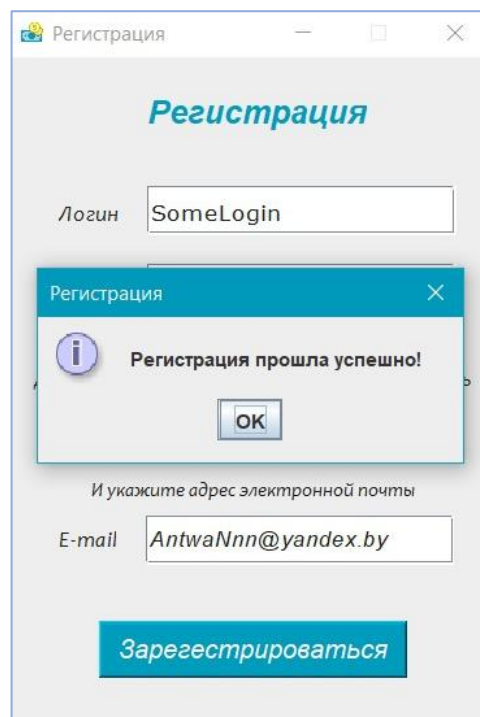 Регистрация
Регистрация
Логин SomeLogin
Регистрация
Регистрация прошла успешно!
OK
И укажите адрес электронной почты
E-mail AntwaNnn@yandex.by
Зарегестрироваться